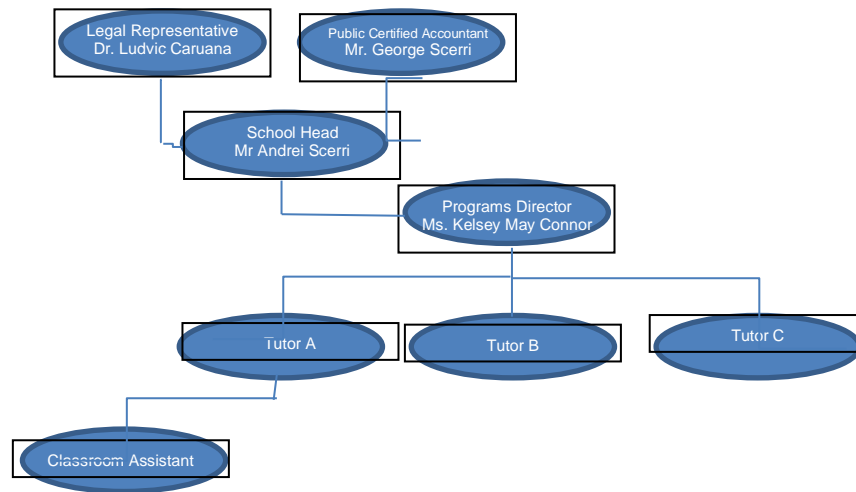 Legal Representative
Dr. Ludvic Caruana
Public Certified Accountant
Mr. George Scerri
School Head
Mr Andrei Scerri
Programs Director
Ms. Kelsey May Connor
Tutor A
Tutor B
Tutor C
Classroom Assistant